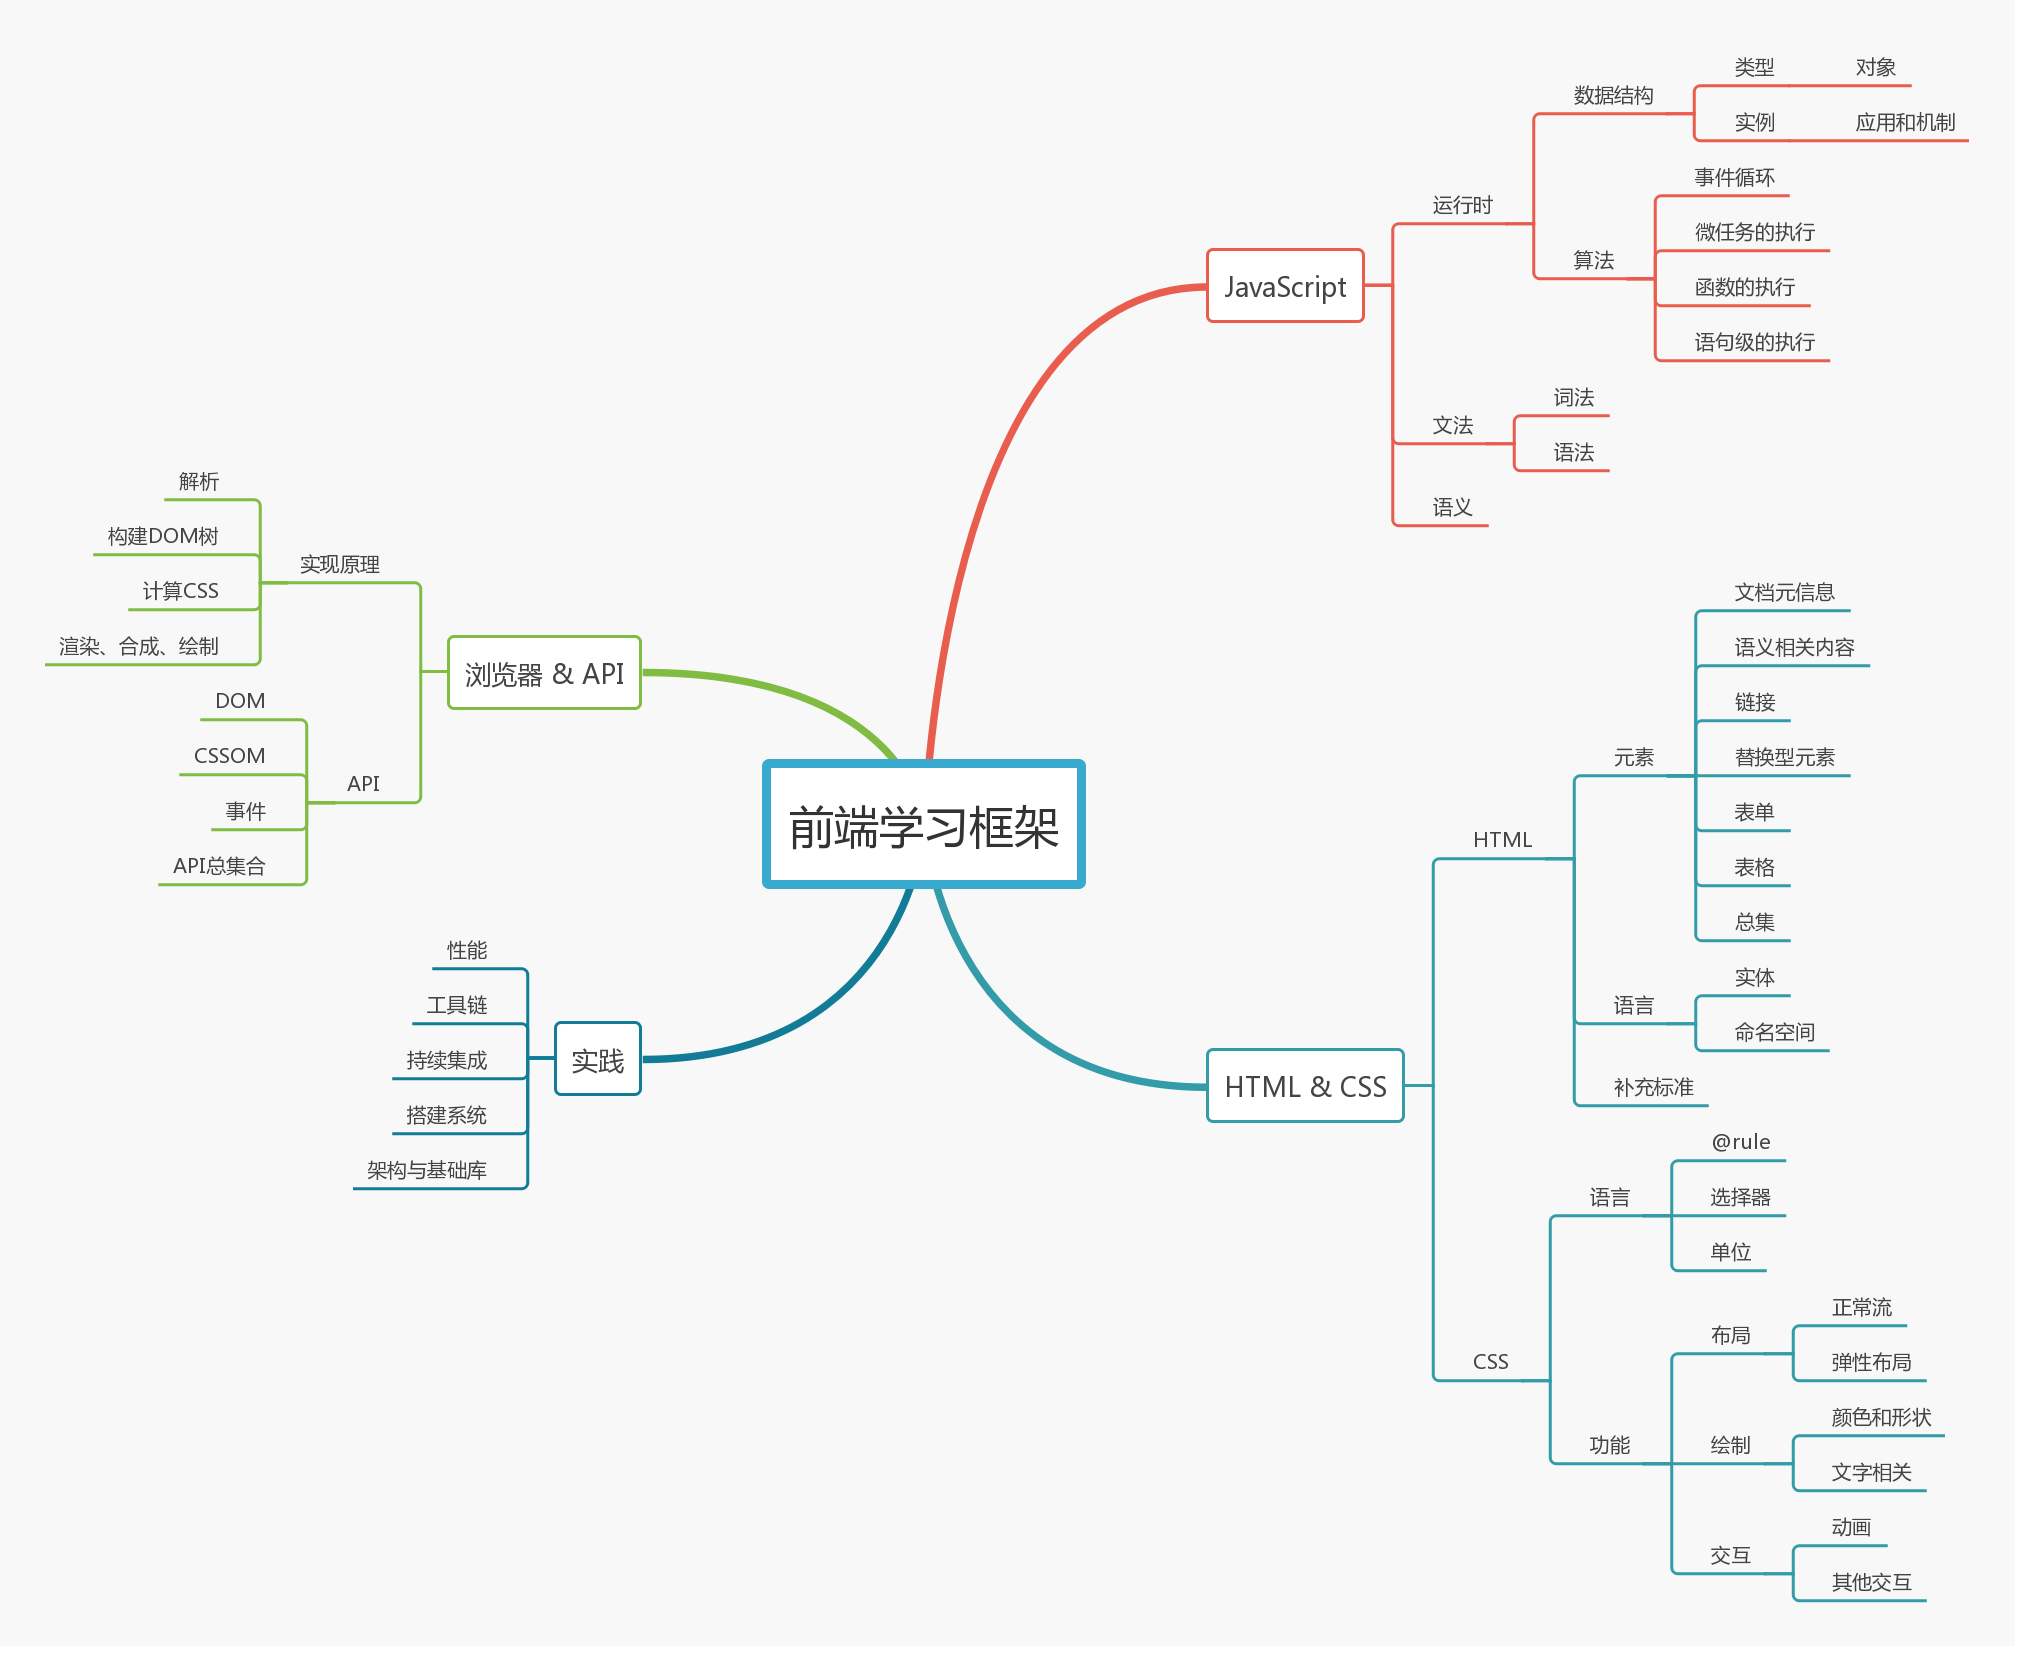 前端学习框架
JavaScript
运行时
数据结构
类型
对象
实例
应用和机制
算法
事件循环
微任务的执行
函数的执行
语句级的执行
文法
词法
语法
语义
HTML & CSS
HTML
元素
文档元信息
语义相关内容
链接
替换型元素
表单
表格
总集
语言
实体
命名空间
补充标准
CSS
语言
@rule
选择器
单位
功能
布局
正常流
弹性布局
绘制
颜色和形状
文字相关
交互
动画
其他交互
浏览器 & API
实现原理
解析
构建DOM树
计算CSS
渲染、合成、绘制
API
DOM
CSSOM
事件
API总集合
实践
性能
工具链
持续集成
搭建系统
架构与基础库